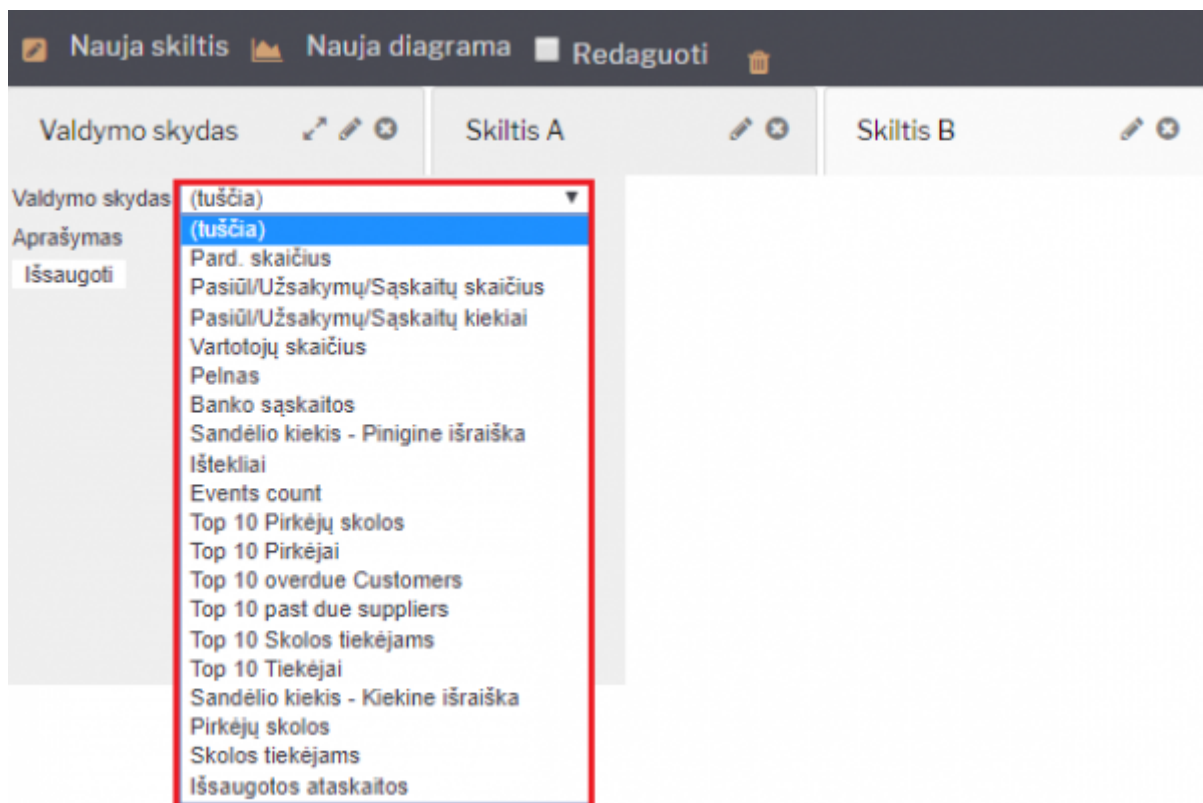 Nauja skiltis Nauja diagrama Redaguoti
Valdymo skydas Skiltis A Skiltis B
Valdymo skydas (tuščia)
Aprašymas
Išsaugoti
(tuščia)
Pard. skaičius
Pasiūl/Užsakymų/Sąskaitų skaičius
Pasiūl/Užsakymų/Sąskaitų kiekiai
Vartotojų skaičius
Pelnas
Banko sąskaitos
Sandėlio kiekis - Pinigine išraiška
Ištekliai
Events count
Top 10 Pirkėjų skolos
Top 10 Pirkėjai
Top 10 overdue Customers
Top 10 past due suppliers
Top 10 Skolos tiekėjams
Top 10 Tiekėjai
Sandėlio kiekis - Kiekine išraiška
Pirkėjų skolos
Skolos tiekėjams
Išsaugotos ataskaitos